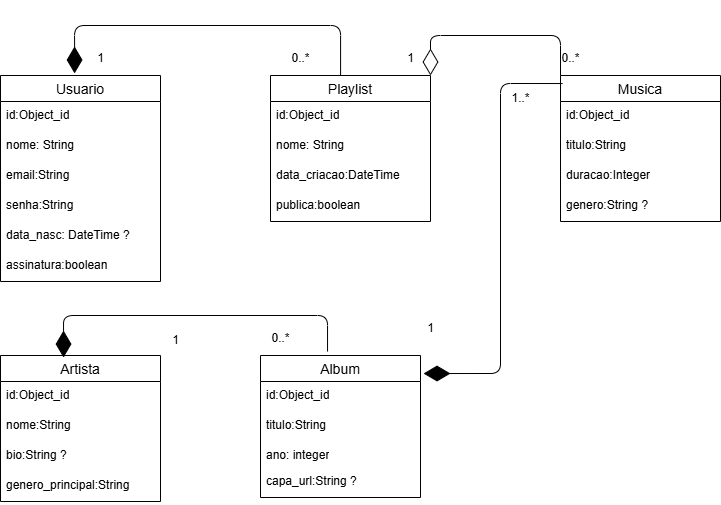 1
0..*
1
0..*
Usuario
id:Object_id
nome: String
email:String
senha:String
data_nasc: DateTime ?
assinatura:boolean
Playlist
id:Object_id
nome: String
data_criacao:DateTime
publica:boolean
1..*
Musica
id:Object_id
titulo:String
duracao:Integer
genero:String ?
1
0..*
1
Artista
id:Object_id
nome:String
bio:String ?
genero_principal:String
Album
id:Object_id
titulo:String
ano: integer
capa_url:String ?